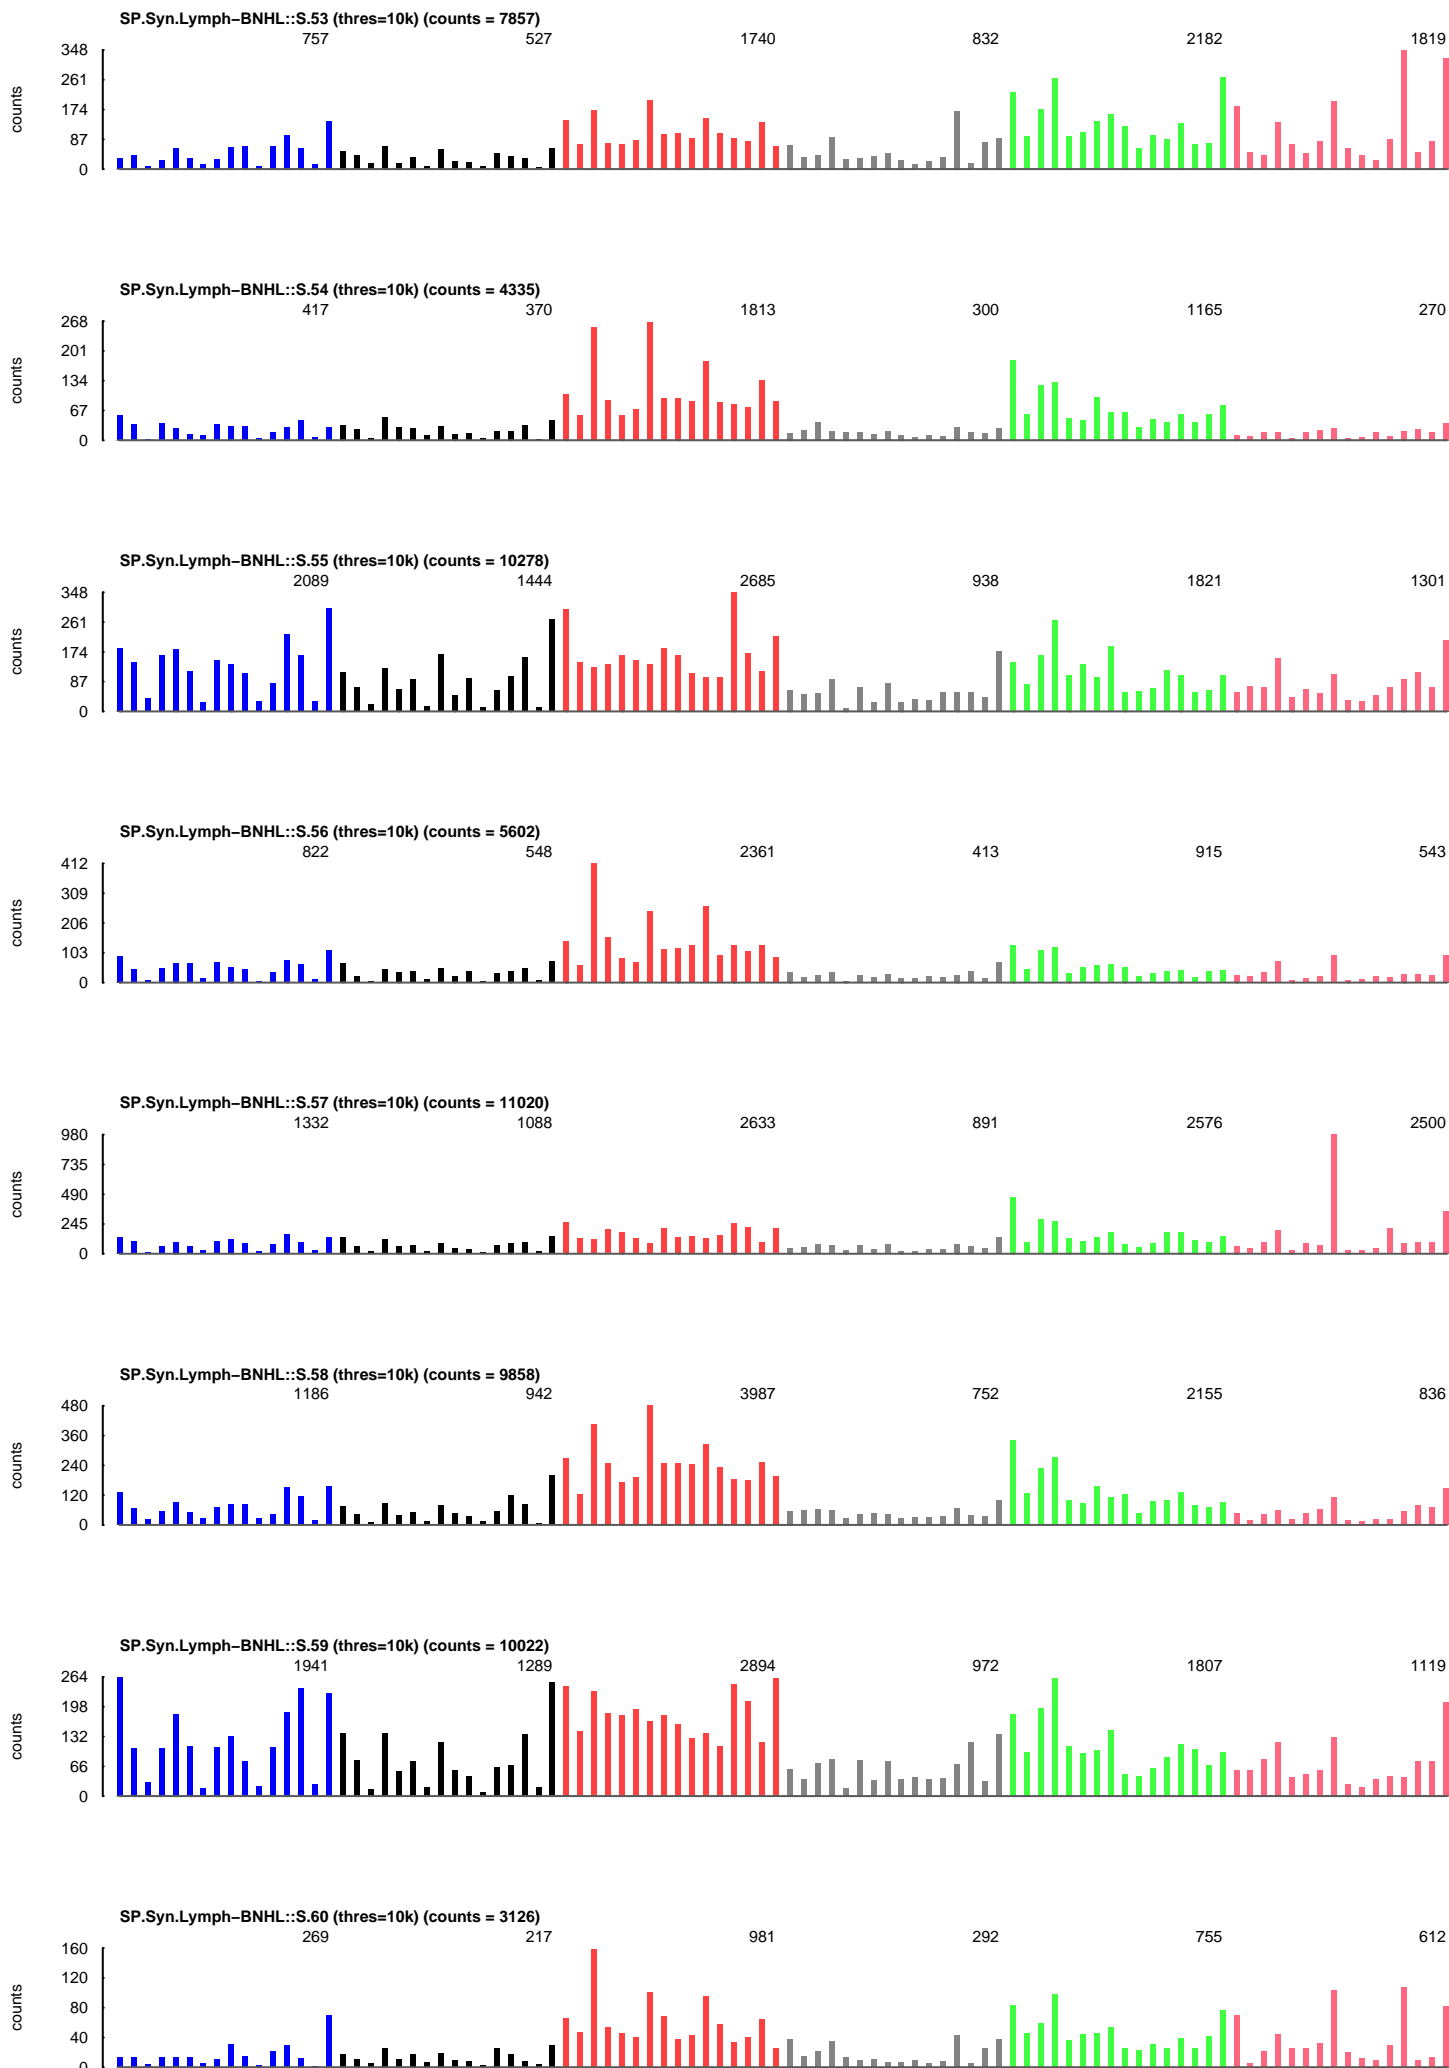 SP.Syn.Lymph−BNHL::S.53 (thres=10k) (counts = 7857)
757 527 1740 832 2182 1819
348
261
174
87
0
counts
SP.Syn.Lymph−BNHL::S.54 (thres=10k) (counts = 4335)
417 370 1813 300 1165 270
268
201
134
67
0
counts
SP.Syn.Lymph−BNHL::S.55 (thres=10k) (counts = 10278)
2089 1444 2685 938 1821 1301
348
261
174
87
0
counts
SP.Syn.Lymph−BNHL::S.56 (thres=10k) (counts = 5602)
822 548 2361 413 915 543
412
309
206
103
0
counts
SP.Syn.Lymph−BNHL::S.57 (thres=10k) (counts = 11020)
1332 1088 2633 891 2576 2500
980
735
490
245
0
counts
SP.Syn.Lymph−BNHL::S.58 (thres=10k) (counts = 9858)
1186 942 3987 752 2155 836
480
360
240
120
0
counts
SP.Syn.Lymph−BNHL::S.59 (thres=10k) (counts = 10022)
1941 1289 2894 972 1807 1119
264
198
132
66
0
counts
SP.Syn.Lymph−BNHL::S.60 (thres=10k) (counts = 3126)
269 217 981 292 755 612
160
120
80
40
0
counts